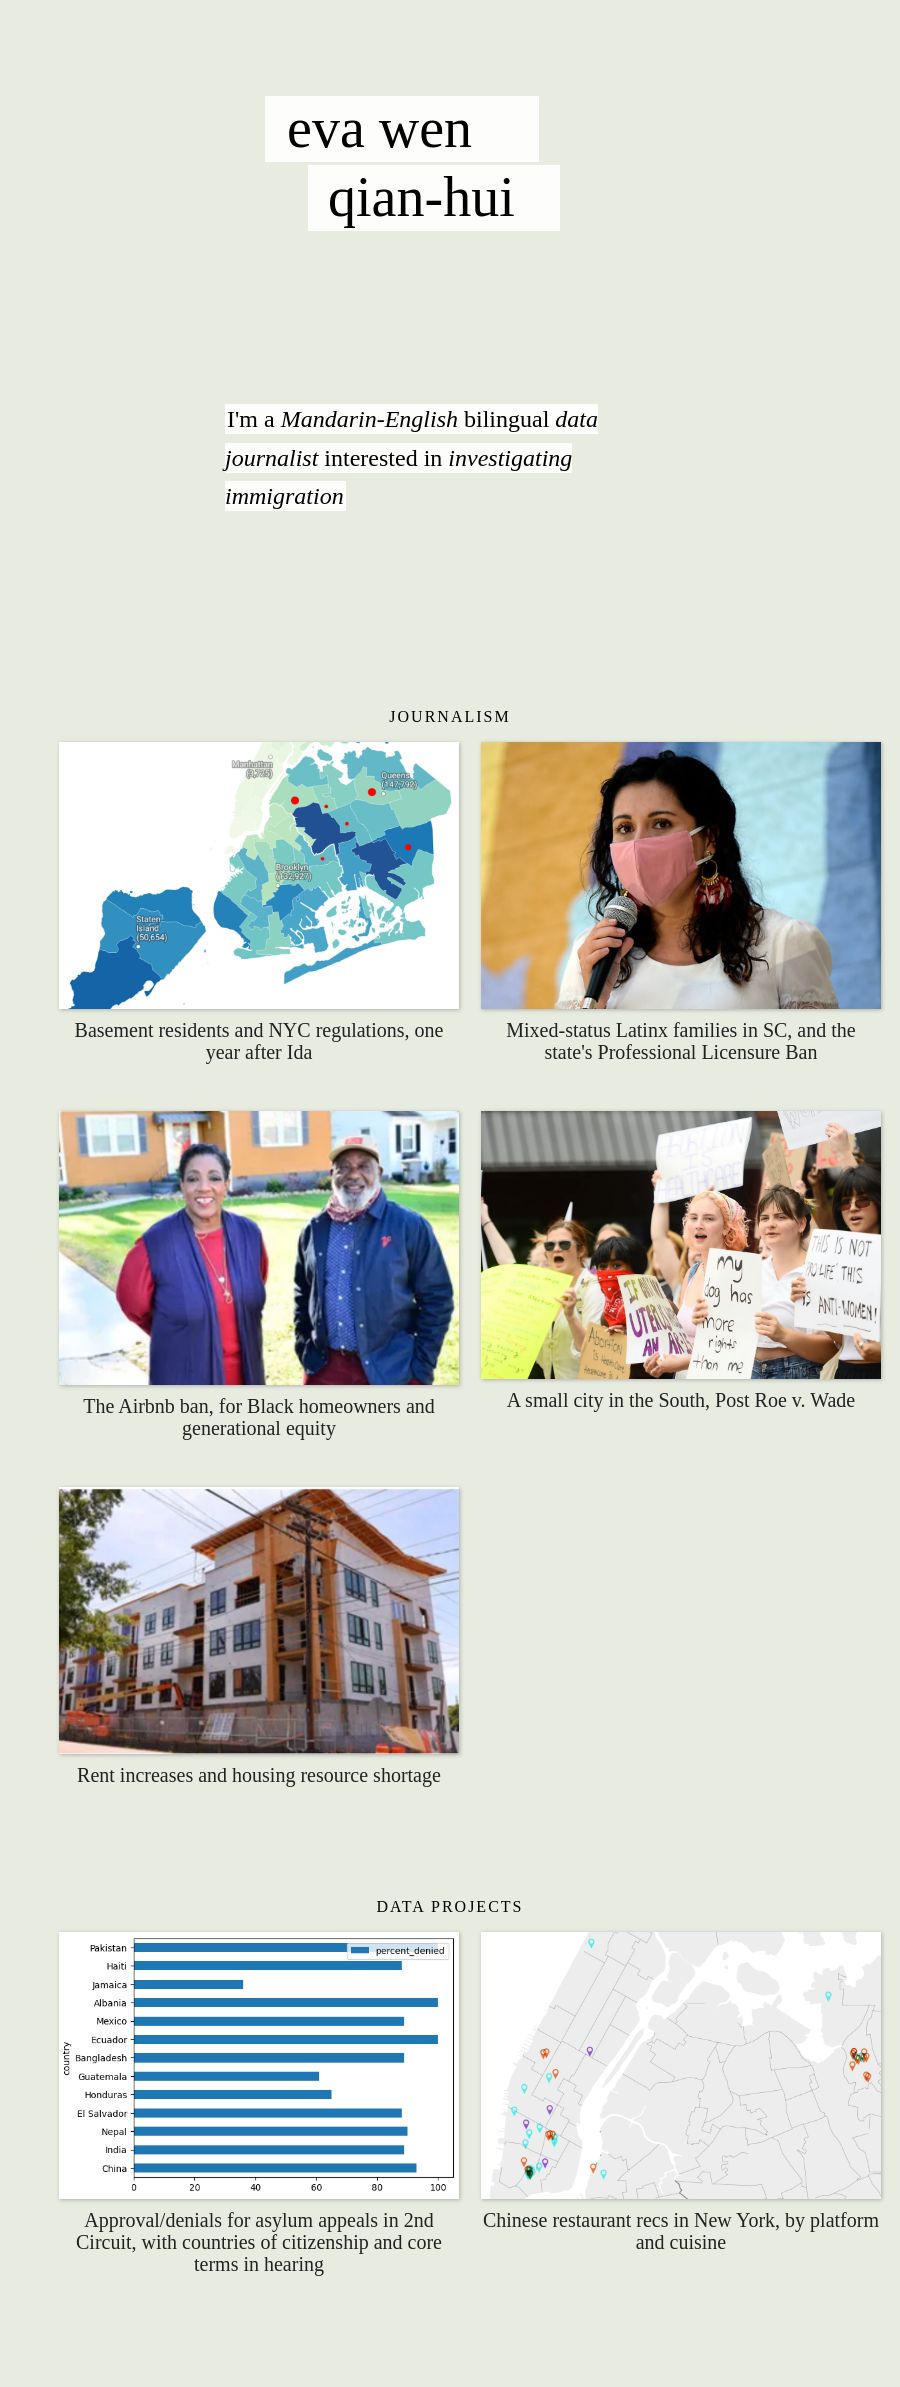 eva wen
qian-hui
I'm a Mandarin-English bilingual data
journalist interested in investigating
immigration
JOURNALISM
Manhattan
(3,725)
Queens
(147,792)
Brooklyn
(132,927)
Staten
Island
(50,654)
Basement residents and NYC regulations, one
year after Ida
Mixed-status Latinx families in SC, and the
state's Professional Licensure Ban
The Airbnb ban, for Black homeowners and
generational equity
IS
HEALTHCARE
Abortion
is Healthcare
my
dog has
more
rights
than me
THIS IS NOT
THIS
IS ANTI-WOMEN!
A small city in the South, Post Roe v. Wade
Rent increases and housing resource shortage
DATA PROJECTS
percent_denied
country
Pakistan
Haiti
Jamaica
Albania
Mexico
Ecuador
Bangladesh
Guatemala
Honduras
El Salvador
Nepal
India
China
0 20 40 60 80 100
Approval/denials for asylum appeals in 2nd
Circuit, with countries of citizenship and core
terms in hearing
Chinese restaurant recs in New York, by platform
and cuisine